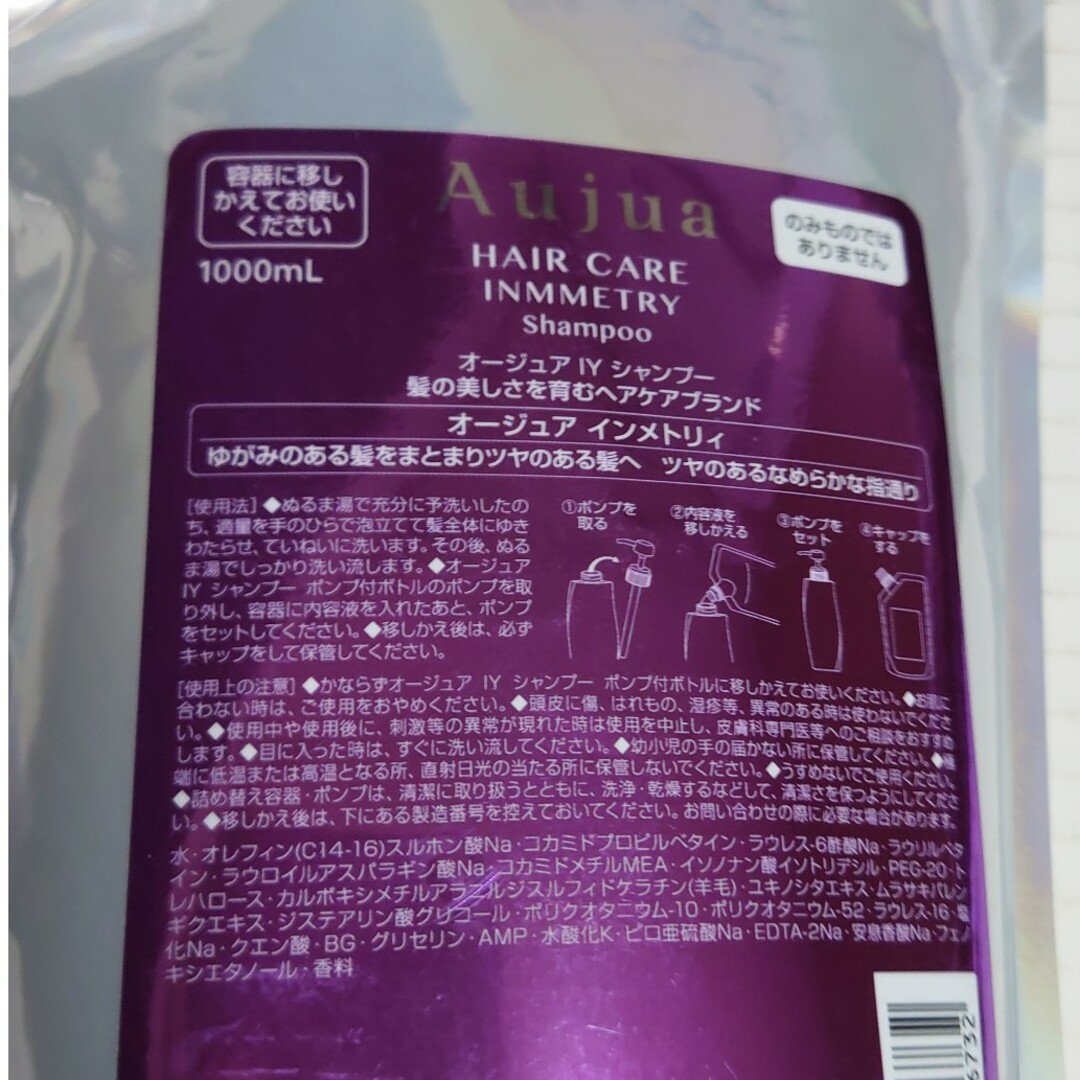 容器に移し
かえてお使い
ください
1000mL
Aujua
HAIR CARE
INMMETRY
Shampoo
のみものでは
ありません
オージュア IY シャンプー
髪の美しさを育むヘアケアブランド
オージュア インメトリィ
ゆがみのある髪をまとまりツヤのある髪へ ツヤのあるなめらかな指通り
[使用法]◆ぬるま湯で充分に予洗いしたの
ち、適量を手のひらで泡立てて髪全体にゆき
わたらせ、ていねいに洗います。その後、ぬる
ま湯でしっかり洗い流します。◆オージュア
IY シャンプー ポンプ付ボトルのポンプを取
り外し、容器に内容液を入れたあと、ポンプ
をセットしてください。◆移しかえ後は、必ず
キャップをして保管してください。
①ポンプを
取る
②内容液を
移しかえる
③ポンプを
セット
④キャップを
する
[使用上の注意]◆かならずオージュア IY シャンプー ポンプ付ボトルに移しかえてお使いください。◆お肌に
合わない時は、ご使用をおやめください。◆頭皮に傷、はれもの、湿疹等、異常のある時は使わないでくださ
い。◆使用中や使用後に、刺激等の異常が現れた時は使用を中止し、皮膚科専門医等へのご相談をおすすめ
します。◆目に入った時は、すぐに洗い流してください。◆幼小児の手の届かない所に保管してください。◆極
端に低温または高温となる所、直射日光の当たる所に保管しないでください。◆うすめないでご使用ください。
◆詰め替え容器・ポンプは、清潔に取り扱うとともに、洗浄・乾燥するなどして、清潔さを保つようにしてくださ
い。◆移しかえ後は、下にある製造番号を控えておいてください。お問い合わせの際に必要な場合があります。
水・オレフィン(C14-16)スルホン酸Na・コカミドプロピルベタイン・ラウレス-6酢酸Na・ラウリルベタ
イン・ラウロイルアスパラギン酸Na・コカミドメチルMEA・イソノナン酸イソトリデシル・PEG-20・ト
レハロース・カルボキシメチルアラニルジスルフィドケラチン(羊毛)・ユキノシタエキス・ムラサキバレン
ギクエキス・ジステアリン酸グリコール・ポリクオタニウム-10・ポリクオタニウム-52・ラウレス-16・塩
化Na・クエン酸・BG・グリセリン・AMP・水酸化K・ピロ亜硫酸Na・EDTA-2Na・安息香酸Na・フェノ
キシエタノール・香料
6732